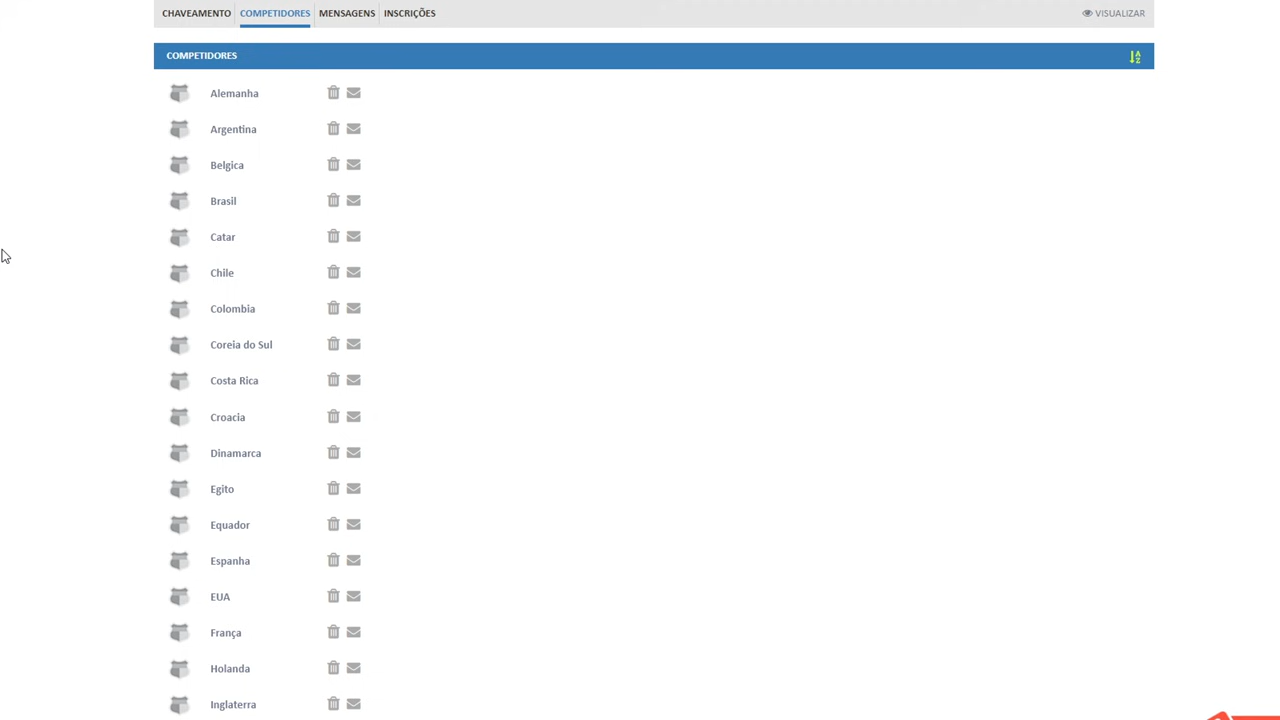 CHAVEAMENTO COMPETIDORES MENSAGENS INSCRIÇÕES VISUALIZAR
COMPETIDORES
Alemanha
Argentina
Belgica
Brasil
Catar
Chile
Colombia
Coreia do Sul
Costa Rica
Croacia
Dinamarca
Egito
Equador
Espanha
EUA
França
Holanda
Inglaterra